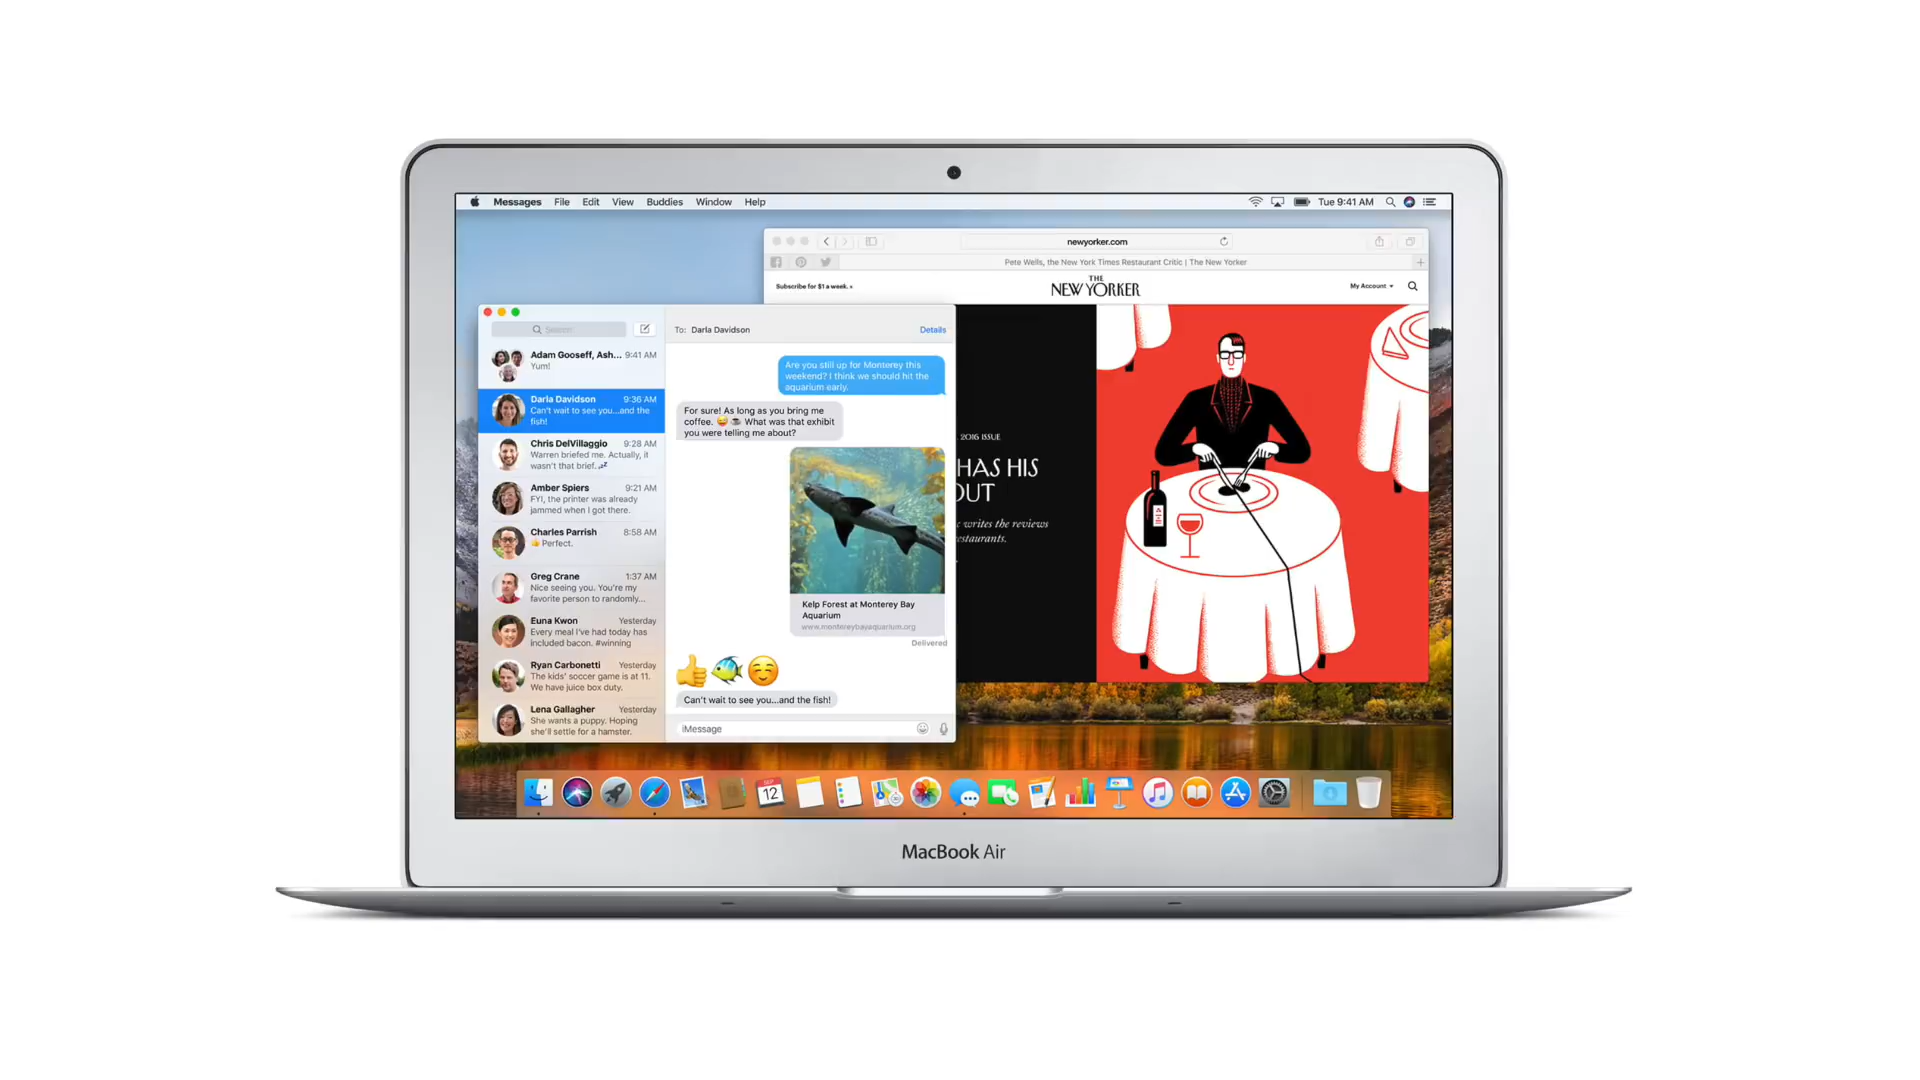 Messages File Edit View Buddies Window Help Tue 9:41 AM
newyorker.com
Pete Wells, the New York Times Restaurant Critic | The New Yorker
Subscribe for $1 a week. »
THE
NEW YORKER
My Account
Search
Adam Gooseff, Ash... 9:41 AM
Yum!
Darla Davidson 9:36 AM
Can't wait to see you...and the
fish!
Chris DelVillaggio 9:28 AM
Warren briefed me. Actually, it
wasn't that brief. 💤
Amber Spiers 9:21 AM
FYI, the printer was already
jammed when I got there.
Charles Parrish 8:58 AM
👍 Perfect.
Greg Crane 1:37 AM
Nice seeing you. You're my
favorite person to randomly...
Euna Kwon Yesterday
Every meal I've had today has
included bacon. #winning
Ryan Carbonetti Yesterday
The kids' soccer game is at 11.
We have juice box duty.
Lena Gallagher Yesterday
She wants a puppy. Hoping
she'll settle for a hamster.
To: Darla Davidson Details
Are you still up for Monterey this
weekend? I think we should hit the
aquarium early.
For sure! As long as you bring me
coffee. 😄☕ What was that exhibit
you were telling me about?
Kelp Forest at Monterey Bay
Aquarium
www.montereybayaquarium.org
Delivered
👍🐠☺️
Can't wait to see you...and the fish!
iMessage
2016 ISSUE
HAS HIS
OUT
writes the reviews
estaurants.
SEP
12
MacBook Air